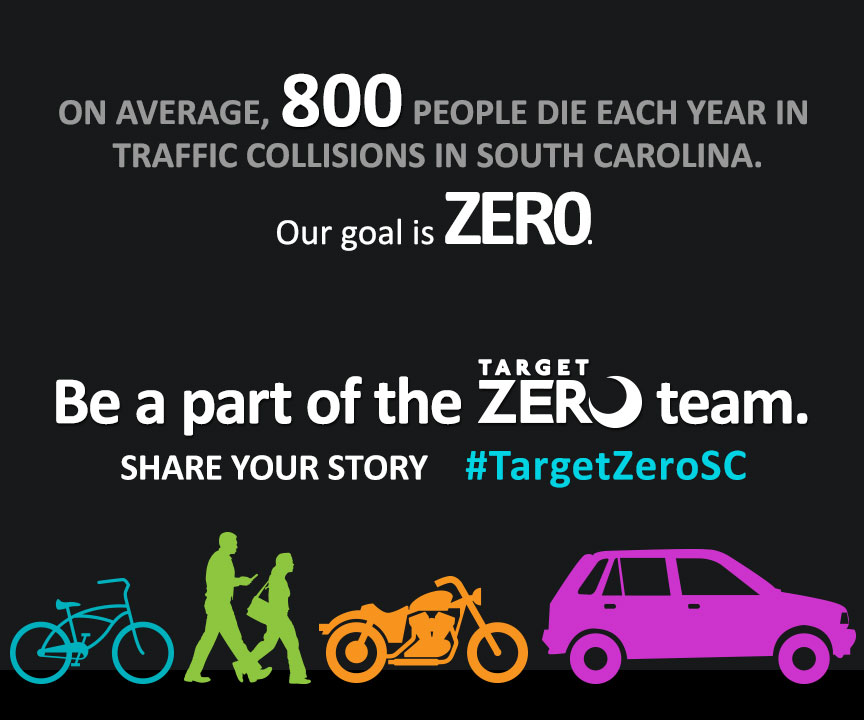 ON AVERAGE, 800 PEOPLE DIE EACH YEAR IN
TRAFFIC COLLISIONS IN SOUTH CAROLINA.
Our goal is ZERO.
Be a part of the TARGET ZERO team.
SHARE YOUR STORY #TargetZeroSC